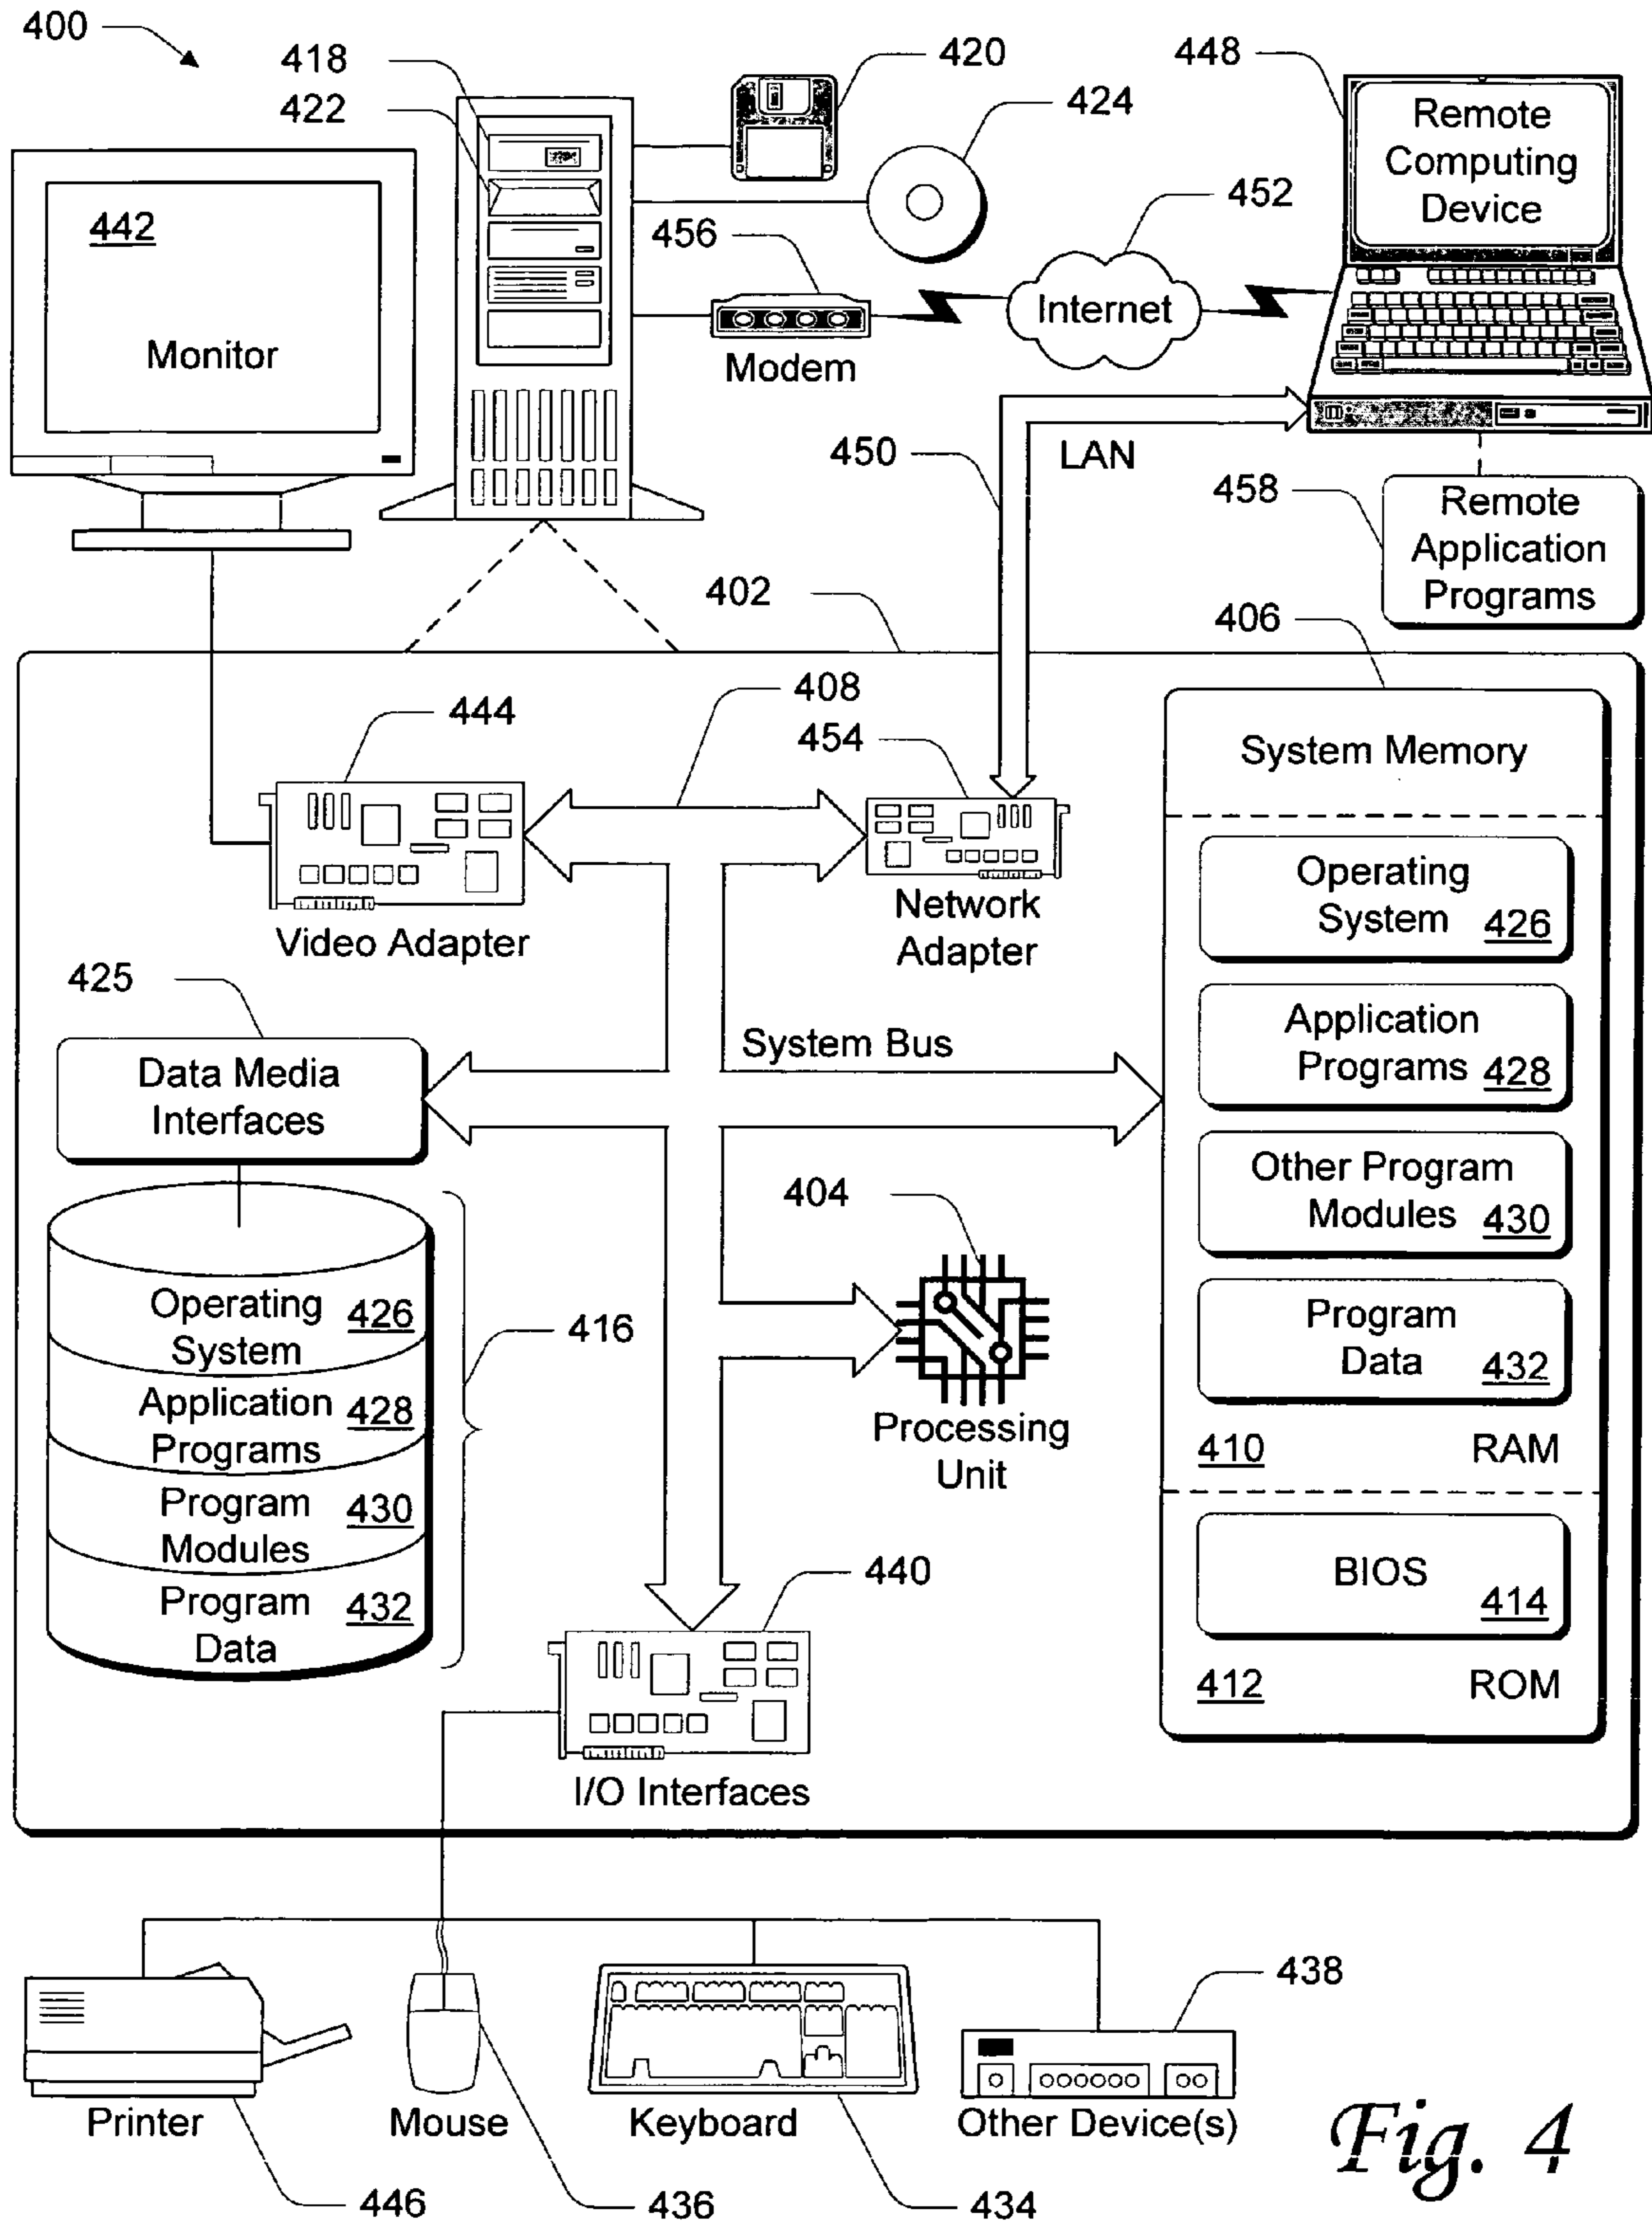 400
418
422
420
424
448
Remote
Computing
Device
442
Monitor
456
Modem
452
Internet
450
LAN
458
Remote
Application
Programs
402
406
408
444
454
Video Adapter
Network
Adapter
System Memory
Operating
System 426
Application
Programs 428
Other Program
Modules 430
Program
Data 432
410 RAM
BIOS
414
412 ROM
425
Data Media
Interfaces
System Bus
404
Processing
Unit
416
Operating
System 426
Application
Programs 428
Program
Modules 430
Program
Data 432
440
I/O Interfaces
Printer
446
Mouse
436
Keyboard
434
438
Other Device(s)
Fig. 4